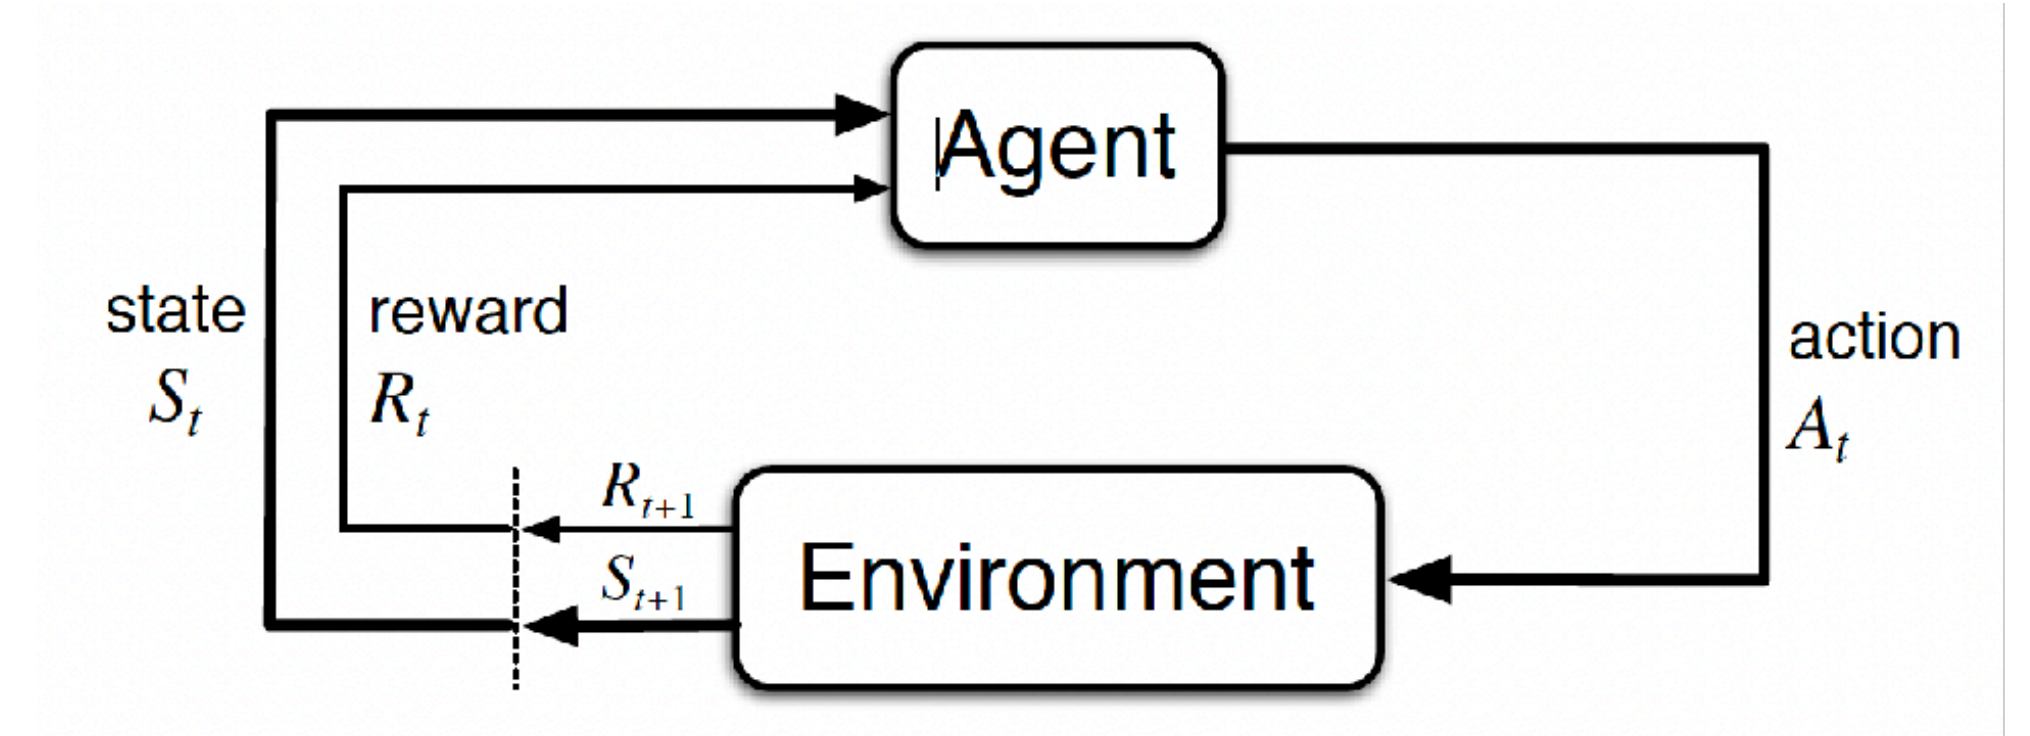 Agent
state
S_t
reward
R_t
action
A_t
R_{t+1}
S_{t+1}
Environment